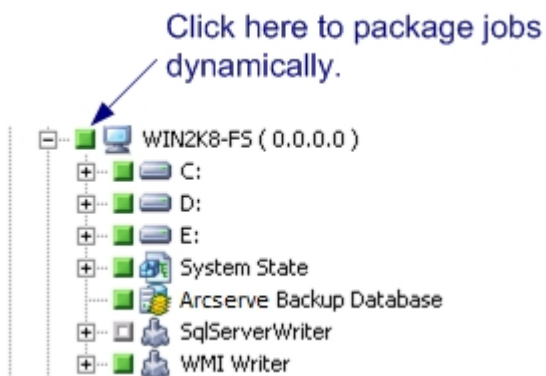 Click here to package jobs
dynamically.
WIN2K8-FS ( 0.0.0.0 )
C:
D:
E:
System State
Arcserve Backup Database
SqlServerWriter
WMI Writer